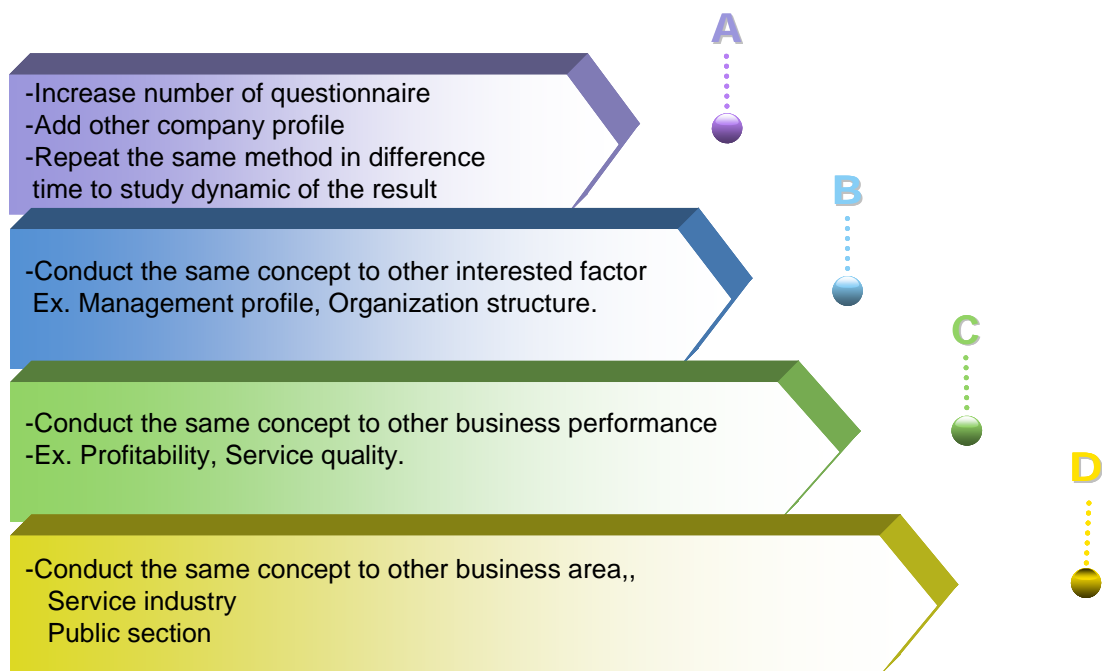 A
-Increase number of questionnaire
-Add other company profile
-Repeat the same method in difference
time to study dynamic of the result
B
-Conduct the same concept to other interested factor
Ex. Management profile, Organization structure.
C
-Conduct the same concept to other business performance
-Ex. Profitability, Service quality.
D
-Conduct the same concept to other business area,,
Service industry
Public section